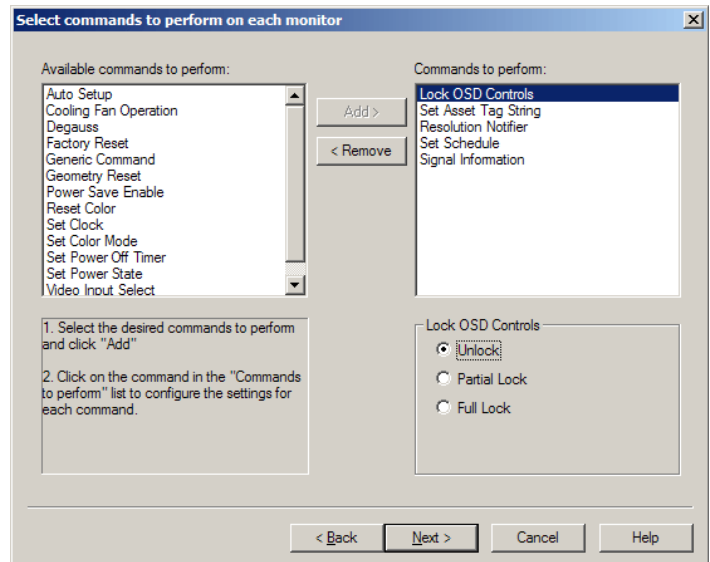 Select commands to perform on each monitor
Available commands to perform:
Auto Setup
Cooling Fan Operation
Degauss
Factory Reset
Generic Command
Geometry Reset
Power Save Enable
Reset Color
Set Clock
Set Color Mode
Set Power Off Timer
Set Power State
Video Input Select
Add >
< Remove
Commands to perform:
Lock OSD Controls
Set Asset Tag String
Resolution Notifier
Set Schedule
Signal Information
1. Select the desired commands to perform
and click "Add"
2. Click on the command in the "Commands
to perform" list to configure the settings for
each command.
Lock OSD Controls
Unlock
Partial Lock
Full Lock
< Back
Next >
Cancel
Help